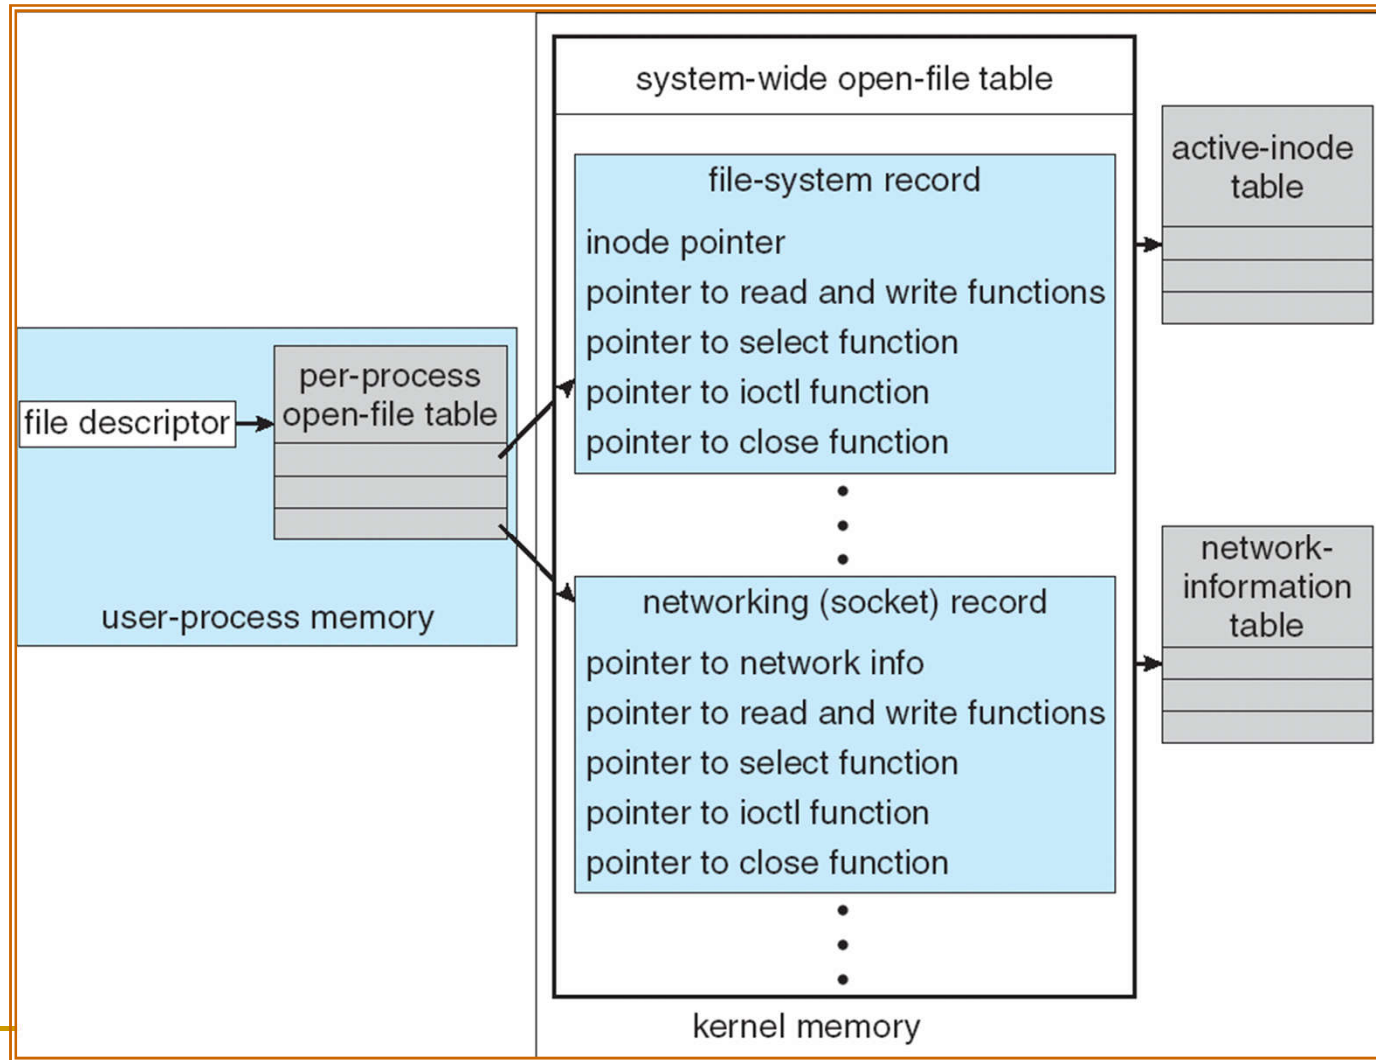 system-wide open-file table
file-system record
inode pointer
pointer to read and write functions
pointer to select function
pointer to ioctl function
pointer to close function
active-inode
table
file descriptor
per-process
open-file table
user-process memory
networking (socket) record
pointer to network info
pointer to read and write functions
pointer to select function
pointer to ioctl function
pointer to close function
network-
information
table
kernel memory